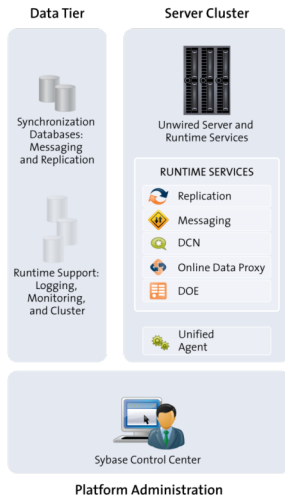 Data Tier
Synchronization
Databases:
Messaging
and Replication
Runtime Support:
Logging,
Monitoring,
and Cluster
Server Cluster
Unwired Server and
Runtime Services
RUNTIME SERVICES
Replication
Messaging
DCN
Online Data Proxy
DOE
Unified
Agent
Sybase Control Center
Platform Administration